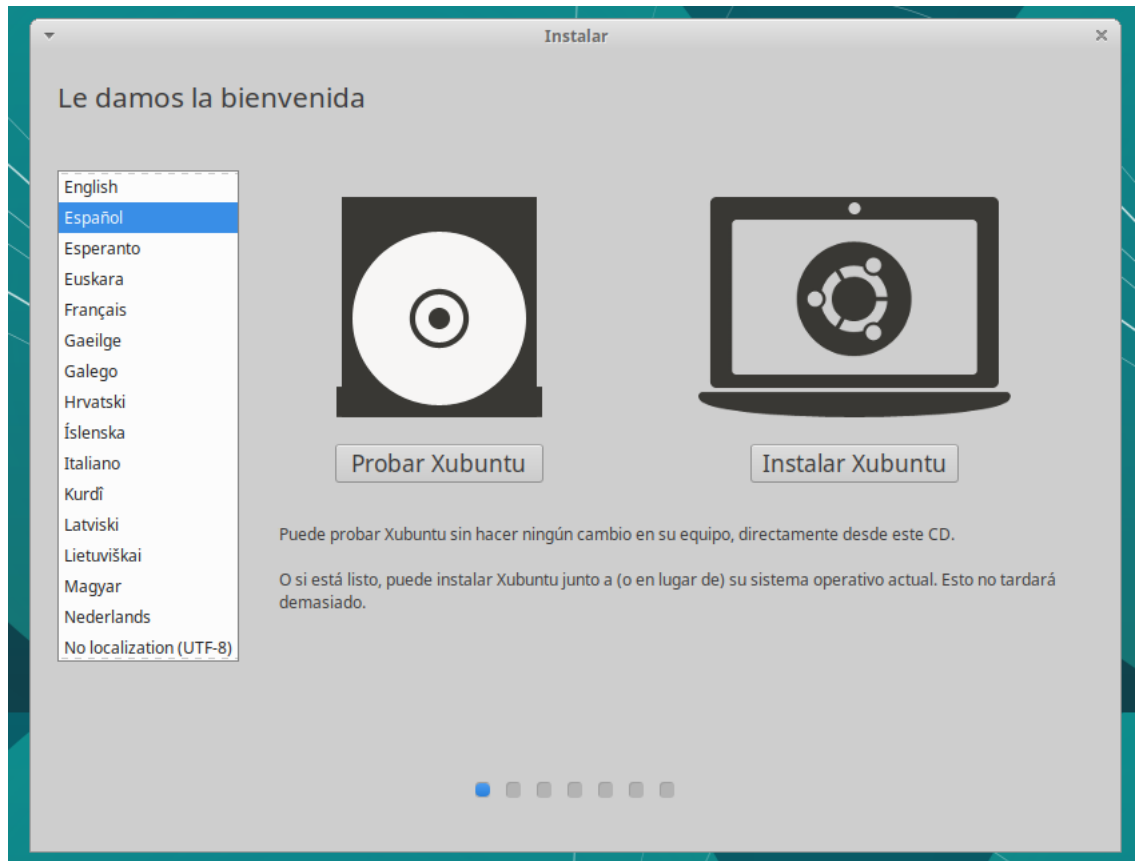 Instalar
Le damos la bienvenida
English
Español
Esperanto
Euskara
Français
Gaeilge
Galego
Hrvatski
Íslenska
Italiano
Kurdî
Latviski
Lietuviškai
Magyar
Nederlands
No localization (UTF-8)
Probar Xubuntu
Instalar Xubuntu
Puede probar Xubuntu sin hacer ningún cambio en su equipo, directamente desde este CD.
O si está listo, puede instalar Xubuntu junto a (o en lugar de) su sistema operativo actual. Esto no tardará
demasiado.